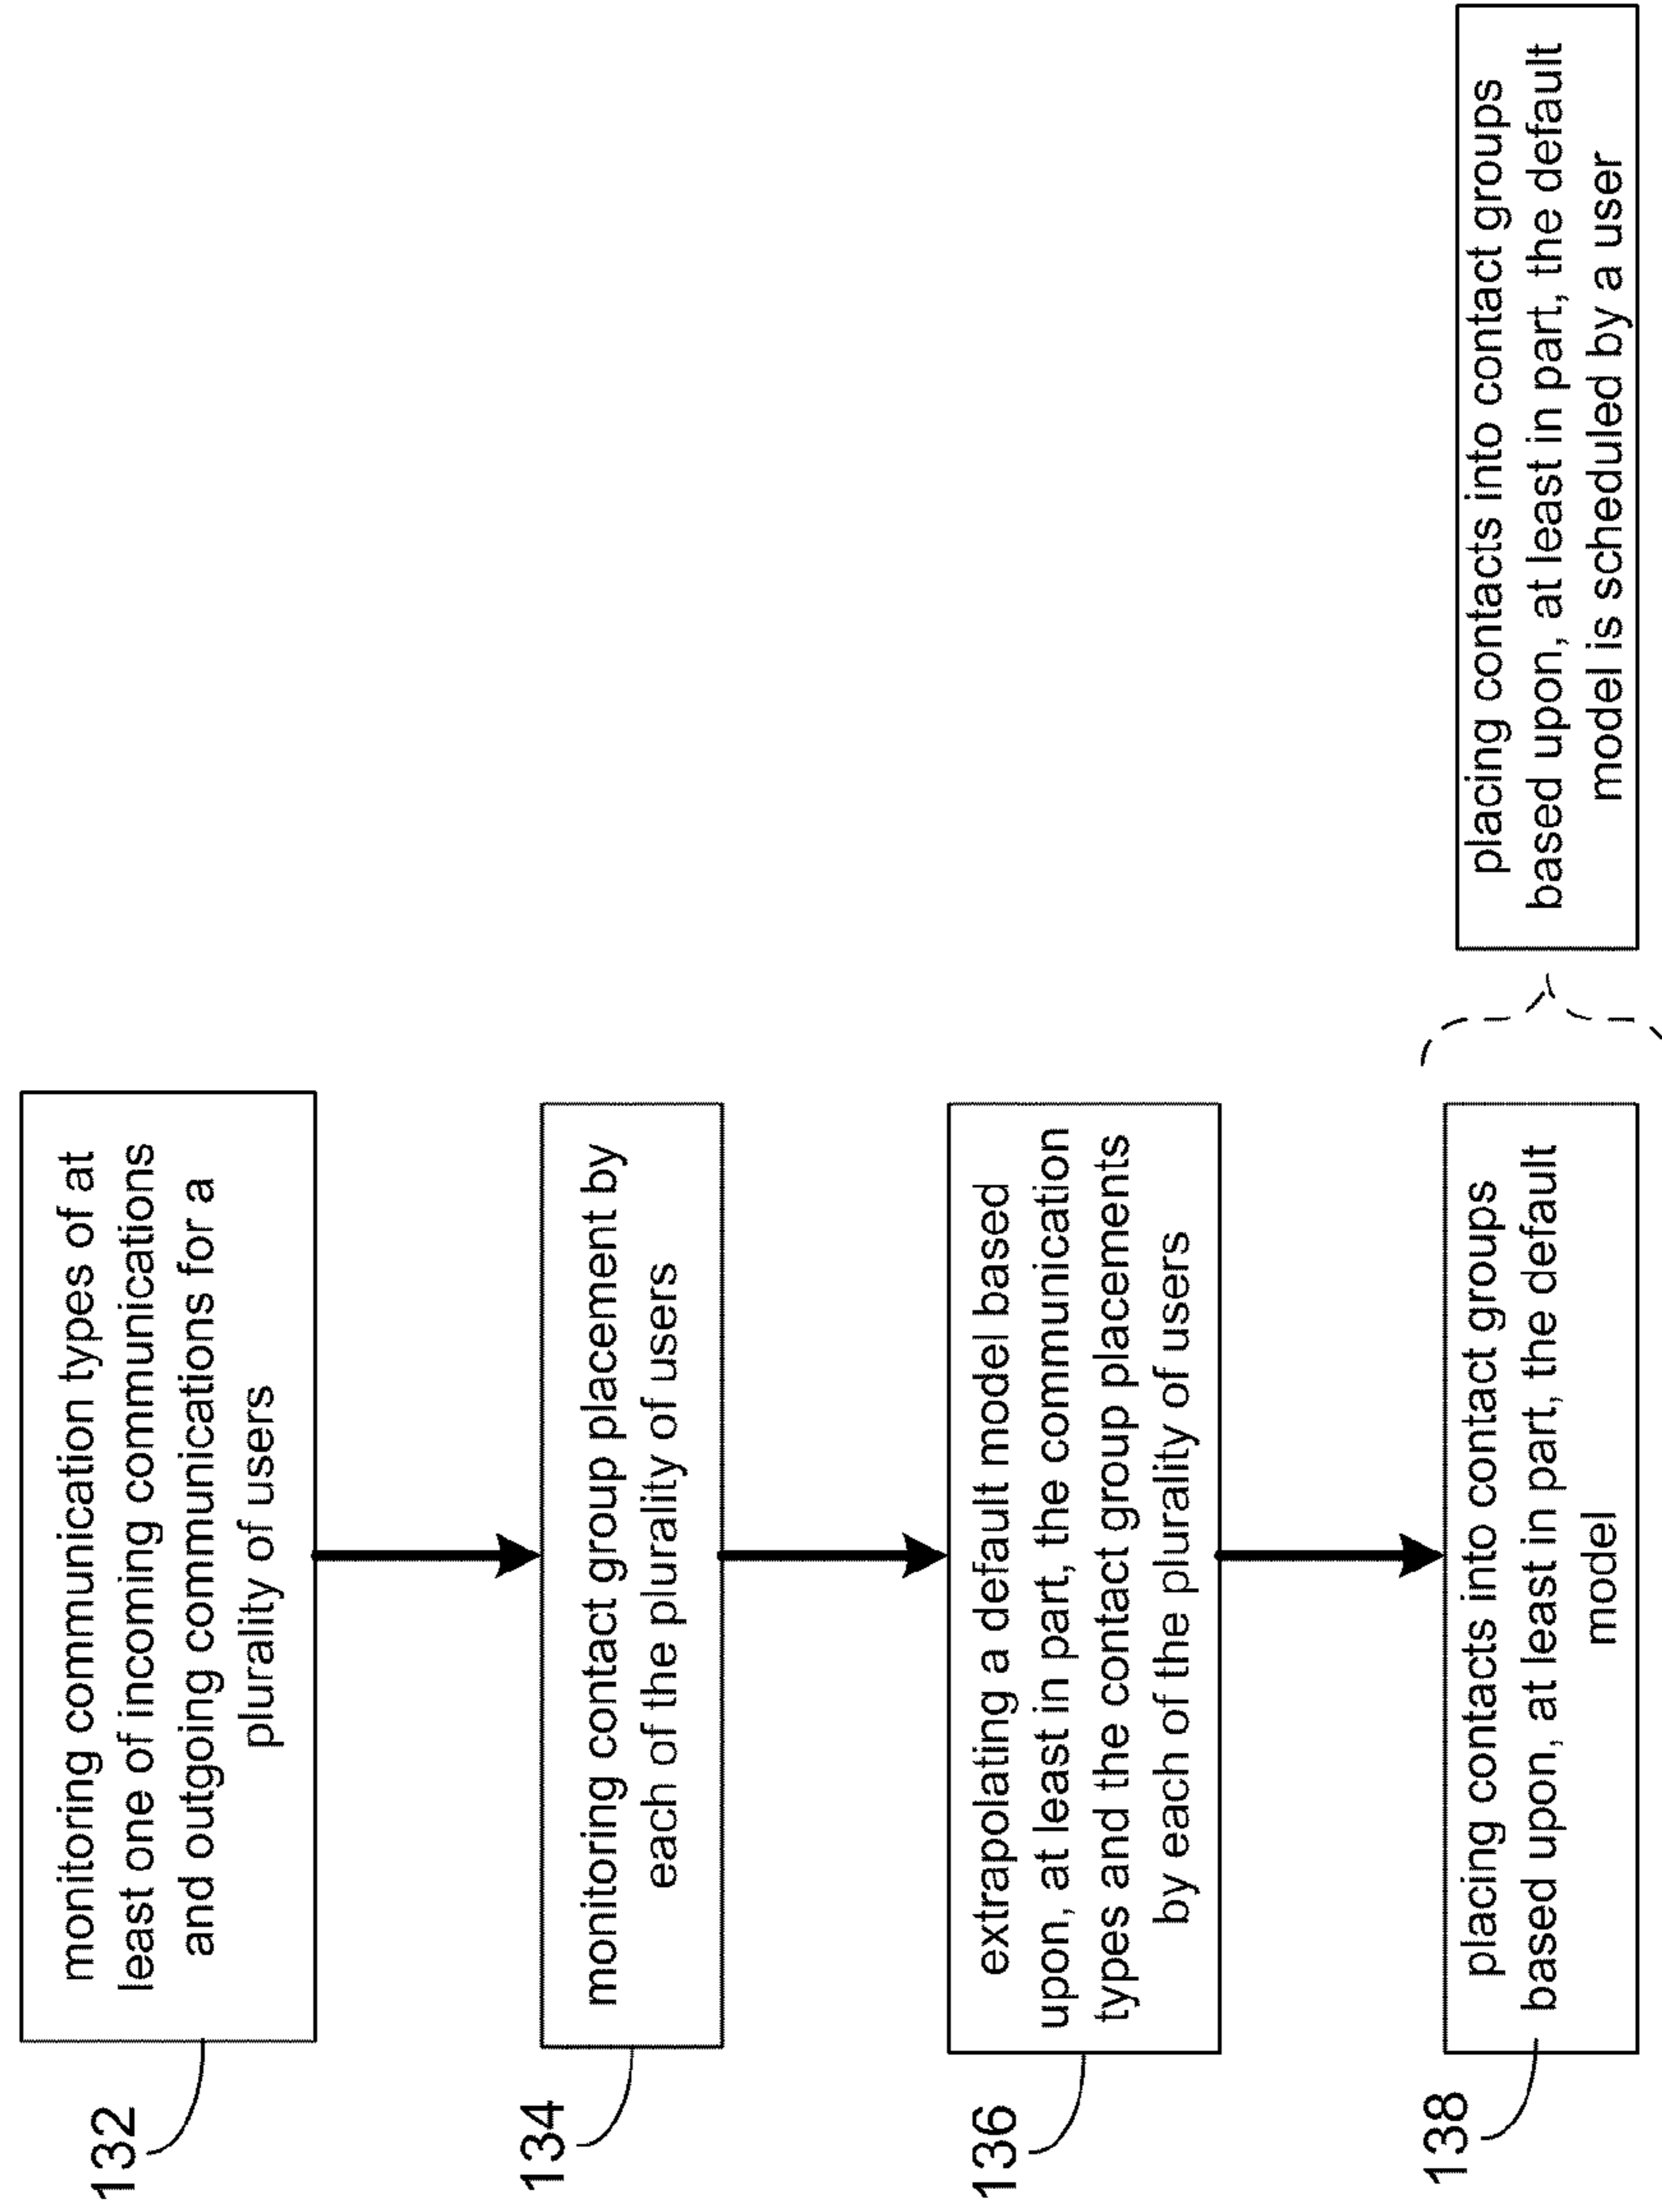 132
monitoring communication types of at
least one of incoming communications
and outgoing communications for a
plurality of users
134
monitoring contact group placement by
each of the plurality of users
136
extrapolating a default model based
upon, at least in part, the communication
types and the contact group placements
by each of the plurality of users
138
placing contacts into contact groups
based upon, at least in part, the default
model
placing contacts into contact groups
based upon, at least in part, the default
model is scheduled by a user